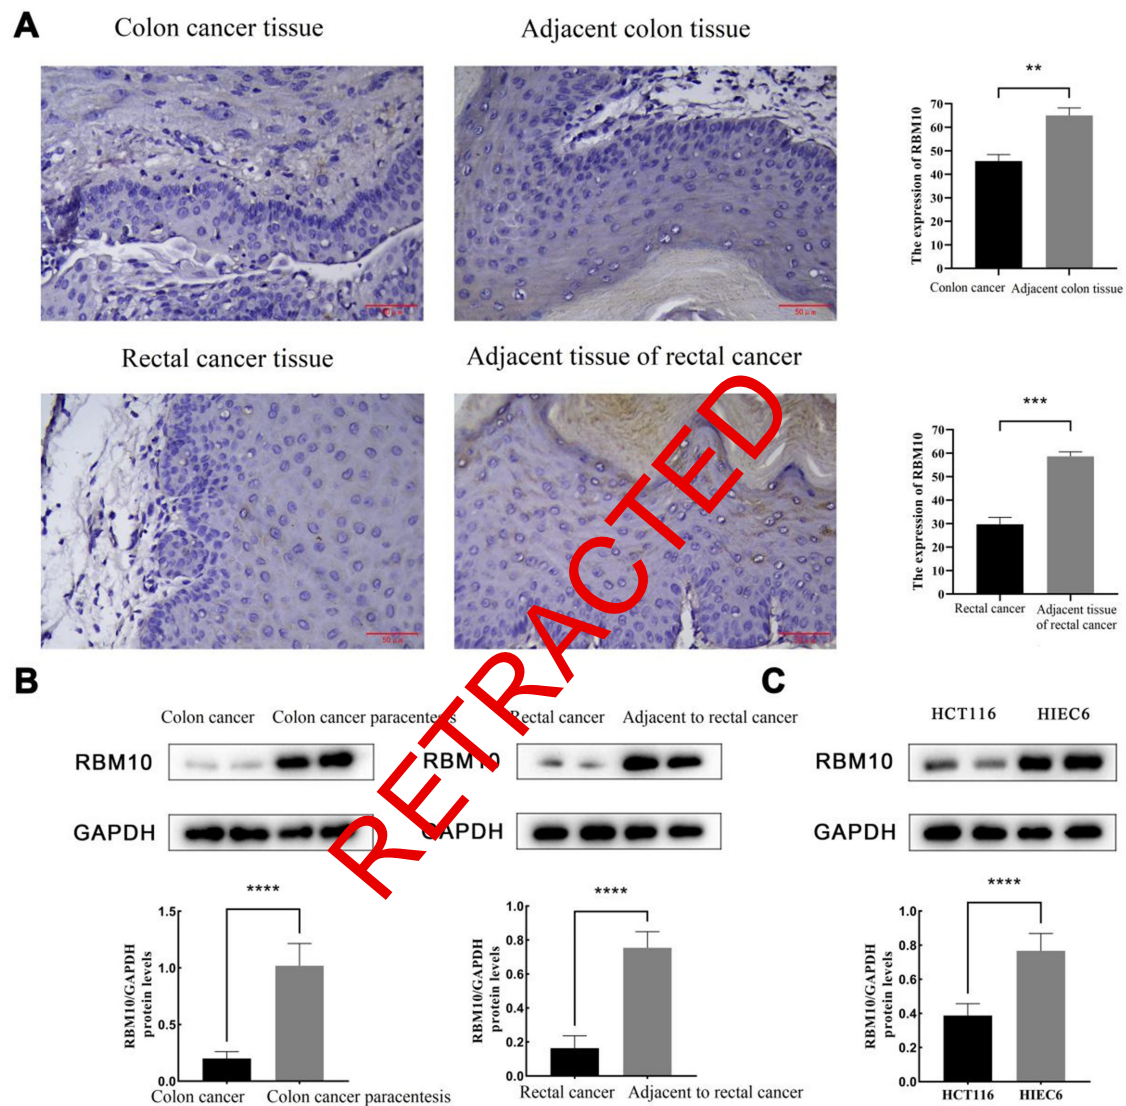 A
Colon cancer tissue
Adjacent colon tissue
**
The expression of RBM10
70
60
50
40
30
20
10
0
Conlon cancer
Adjacent colon tissue
50 μm
50 μm
Rectal cancer tissue
Adjacent tissue of rectal cancer
***
The expression of RBM10
70
60
50
40
30
20
10
0
Rectal cancer
Adjacent tissue
of rectal cancer
50 μm
RETRACTED
B
Colon cancer
Colon cancer paracentesis
RBM10
GAPDH
****
RBM10/GAPDH
protein levels
1.5
1.0
0.5
0.0
Colon cancer
Colon cancer paracentesis
Rectal cancer
Adjacent to rectal cancer
RBM10
GAPDH
****
RBM10/GAPDH
protein levels
1.0
0.8
0.6
0.4
0.2
0.0
Rectal cancer
Adjacent to rectal cancer
C
HCT116
HIEC6
RBM10
GAPDH
****
RBM10/GAPDH
protein levels
1.0
0.8
0.6
0.4
0.2
0.0
HCT116
HIEC6